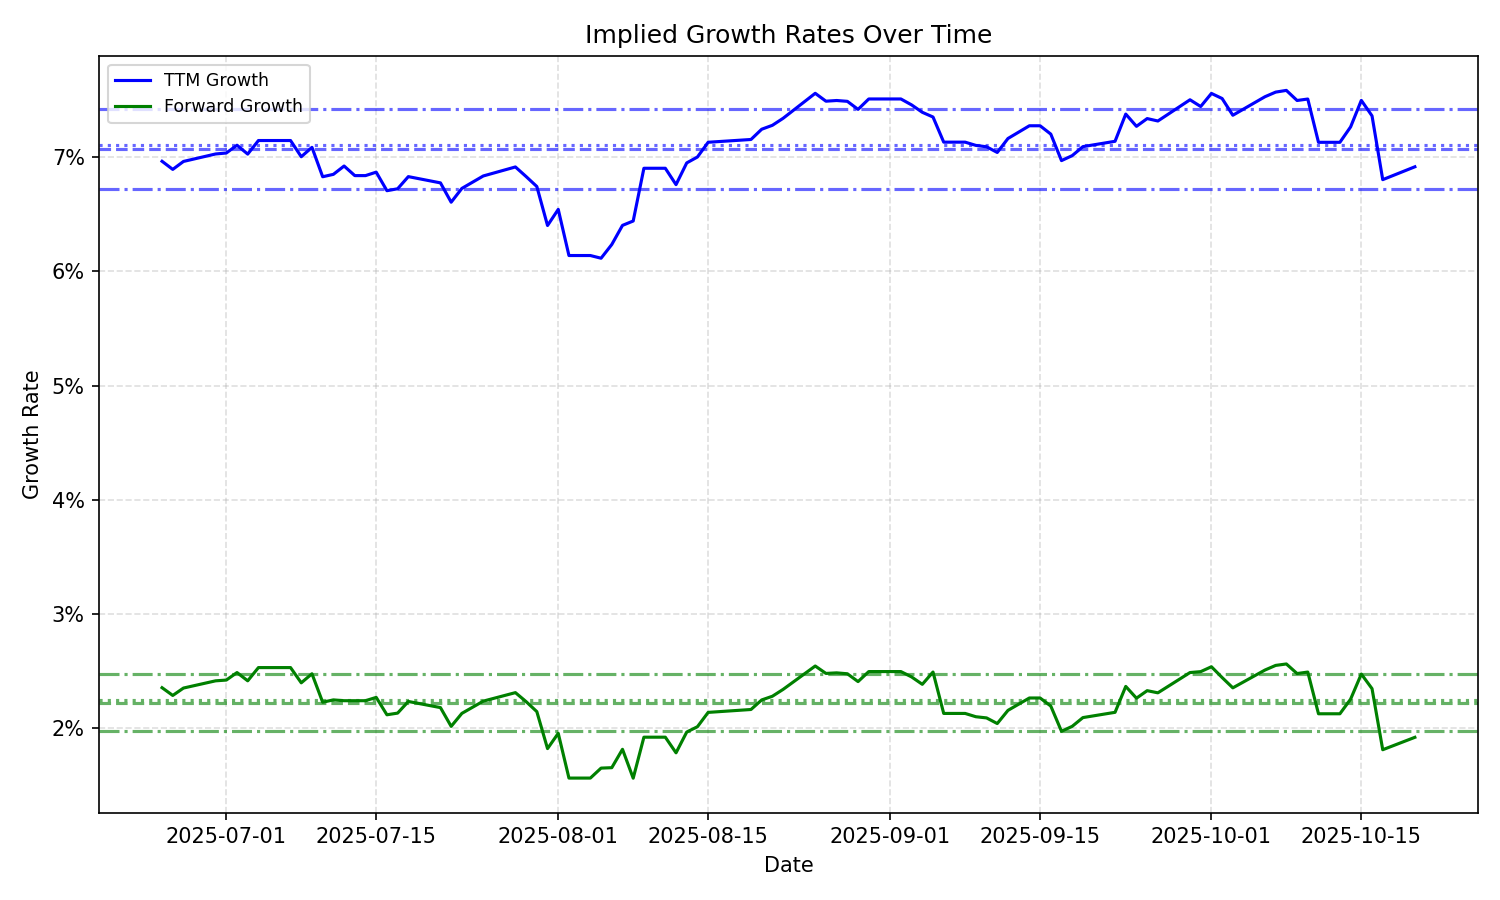 Implied Growth Rates Over Time
TTM Growth
Forward Growth
7%
6%
5%
4%
3%
2%
Growth Rate
2025-07-01
2025-07-15
2025-08-01
2025-08-15
2025-09-01
2025-09-15
2025-10-01
2025-10-15
Date